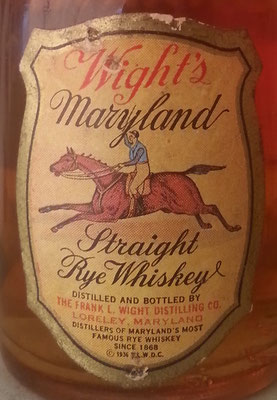 Wight's
Maryland
Straight
Rye Whiskey
DISTILLED AND BOTTLED BY
THE FRANK L. WIGHT DISTILLING CO.
LORELEY, MARYLAND
DISTILLERS OF MARYLAND'S MOST
FAMOUS RYE WHISKEY
SINCE 1868
© 1936 F.L.W.D.C.